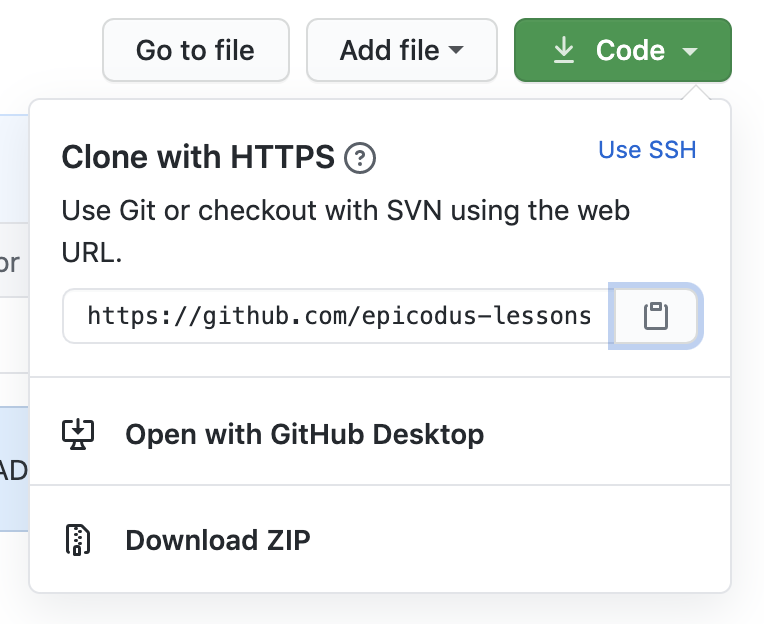 Go to file Add file Code
Clone with HTTPS ? Use SSH
Use Git or checkout with SVN using the web
URL.
or
https://github.com/epicodus-lessons
Open with GitHub Desktop
AD
Download ZIP